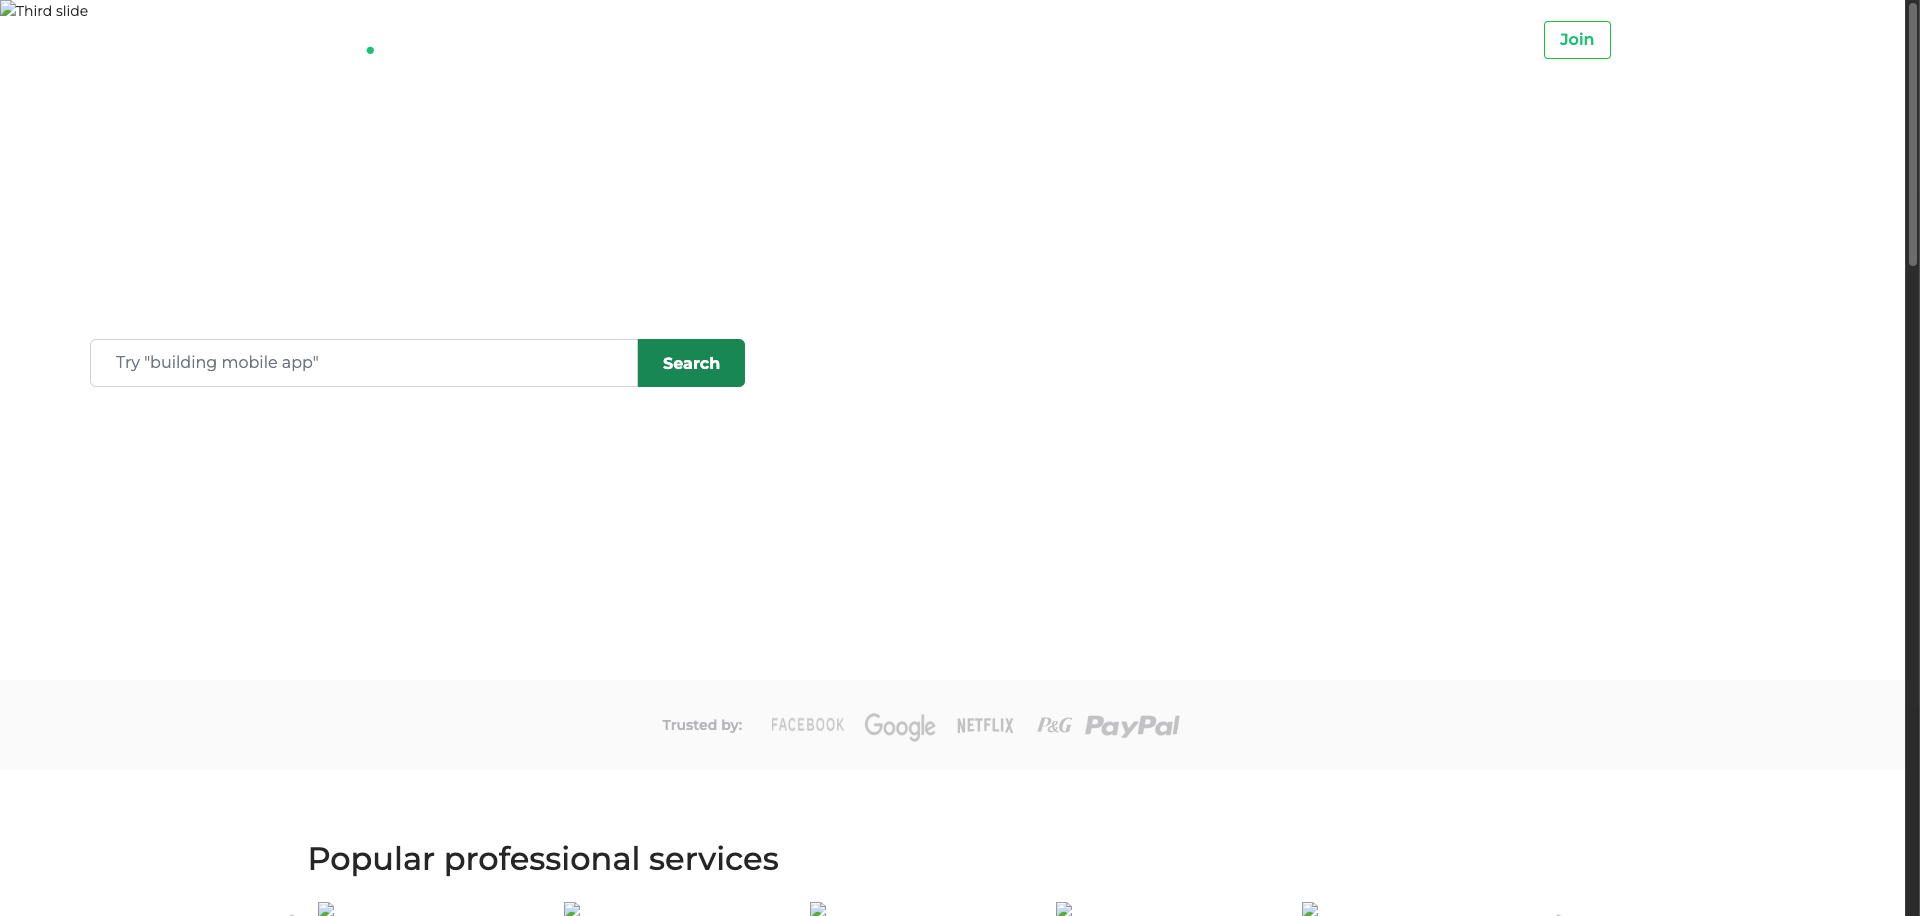 Third slide
Join
Try "building mobile app"
Search
Trusted by: FACEBOOK Google NETFLIX P&G PayPal
Popular professional services